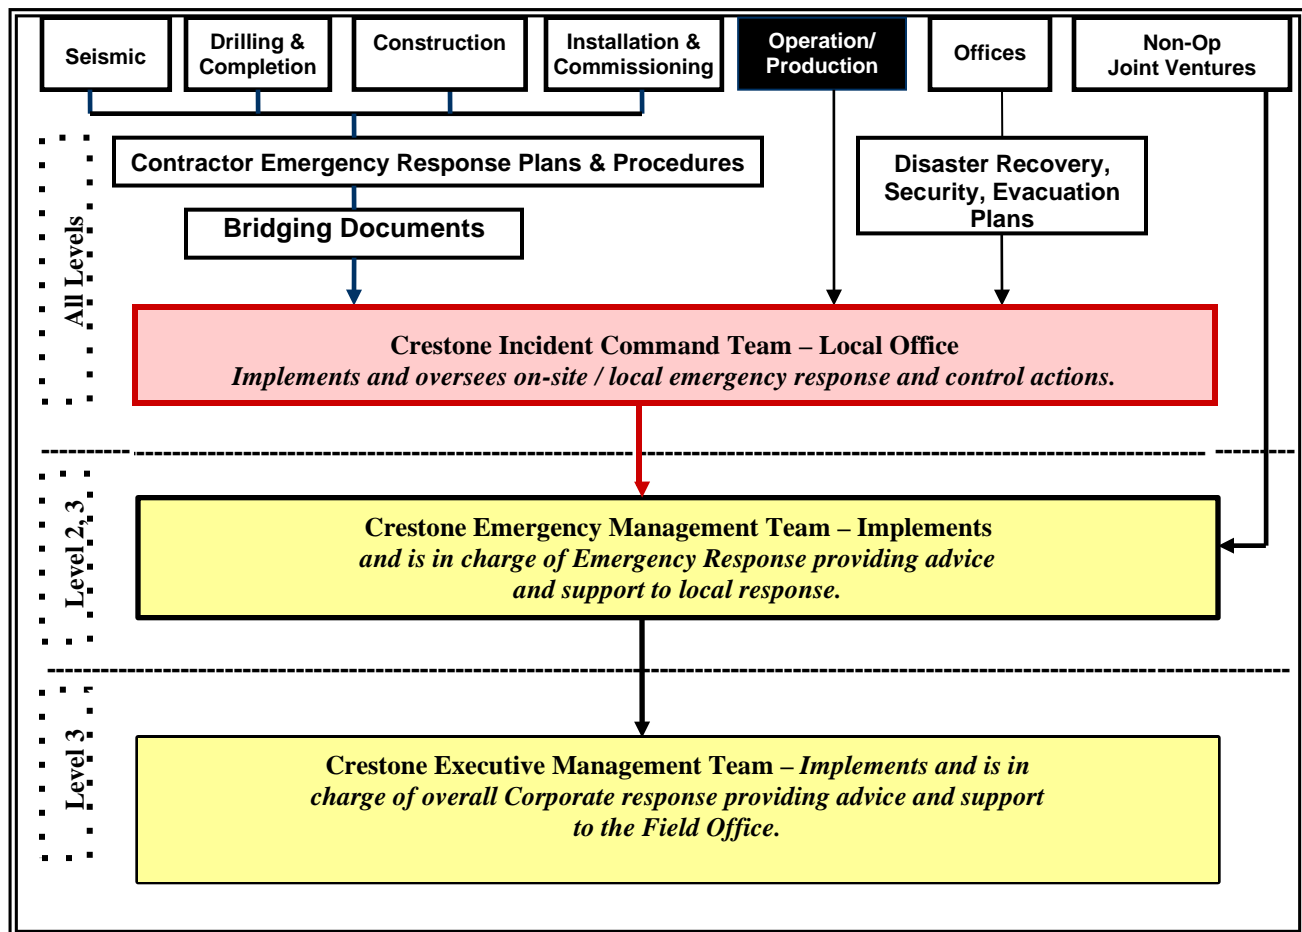 Seismic
Drilling &
Completion
Construction
Installation &
Commissioning
Operation/
Production
Offices
Non-Op
Joint Ventures
Contractor Emergency Response Plans & Procedures
Bridging Documents
Disaster Recovery,
Security, Evacuation
Plans
All Levels
Crestone Incident Command Team – Local Office
Implements and oversees on-site / local emergency response and control actions.
Level 2, 3
Crestone Emergency Management Team – Implements
and is in charge of Emergency Response providing advice
and support to local response.
Level 3
Crestone Executive Management Team – Implements and is in
charge of overall Corporate response providing advice and support
to the Field Office.